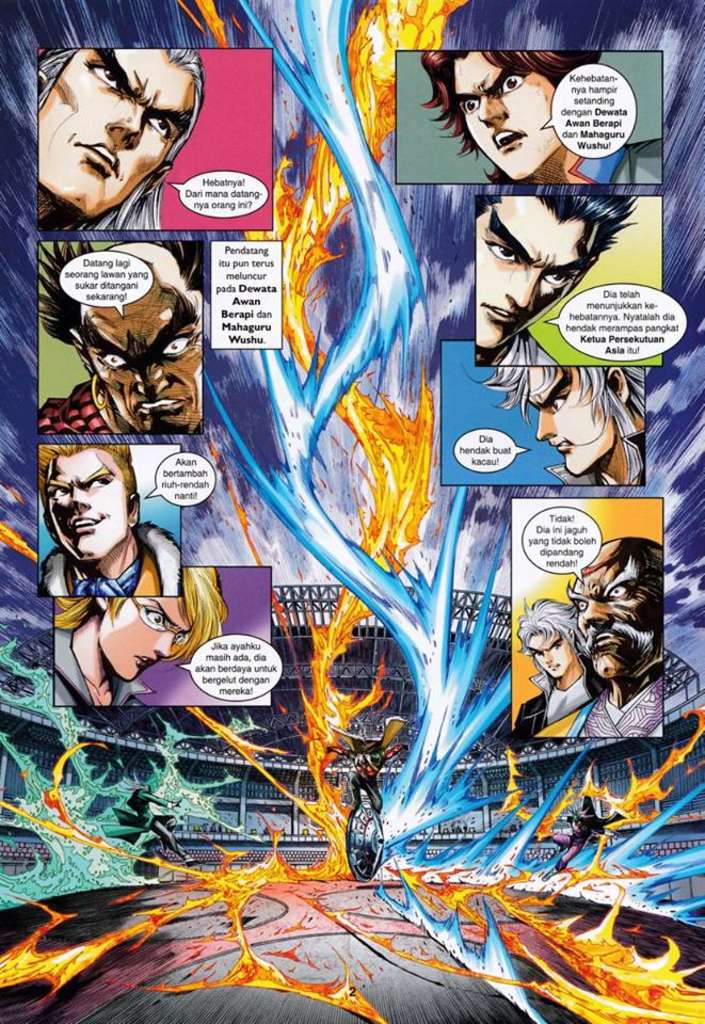 Hebatnya!
Dari mana datang-
nya orang ini?
Kehebatan-
nya hampir
setanding
dengan Dewata
Awan Berapi
dan Mahaguru
Wushu!
Datang lagi
seorang lawan yang
sukar ditangani
sekarang!
Pendatang
itu pun terus
meluncur
pada Dewata
Awan
Berapi dan
Mahaguru
Wushu.
Dia telah
menunjukkan ke-
hebatannya. Nyatalah dia
hendak merampas pangkat
Ketua Persekutuan
Asia itu!
Dia
hendak buat
kacau!
Akan
bertambah
riuh-rendah
nanti!
Tidak!
Dia ini jaguh
yang tidak boleh
dipandang
rendah!
Jika ayahku
masih ada, dia
akan berdaya untuk
bergelut dengan
mereka!
2